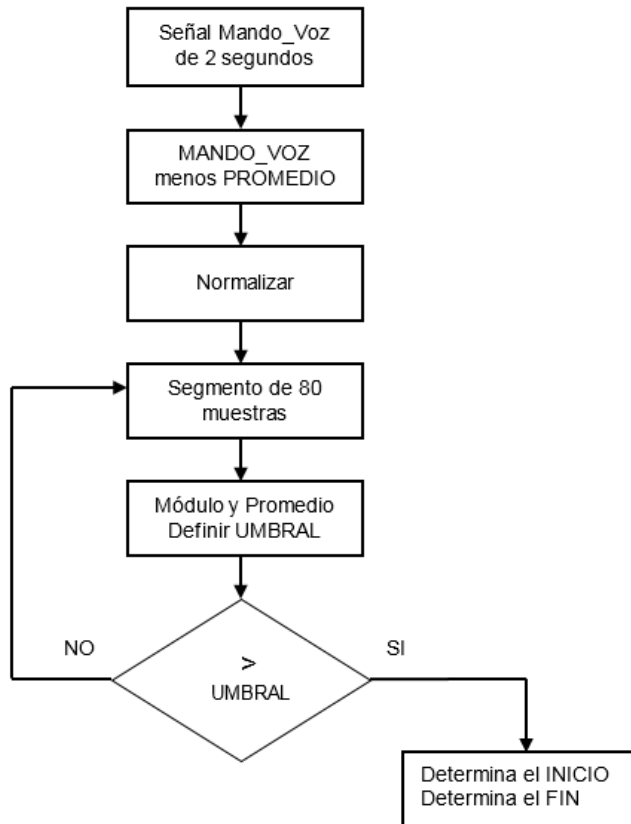 Señal Mando_Voz
de 2 segundos
MANDO_VOZ
menos PROMEDIO
Normalizar
Segmento de 80
muestras
Módulo y Promedio
Definir UMBRAL
NO
>
UMBRAL
SI
Determina el INICIO
Determina el FIN